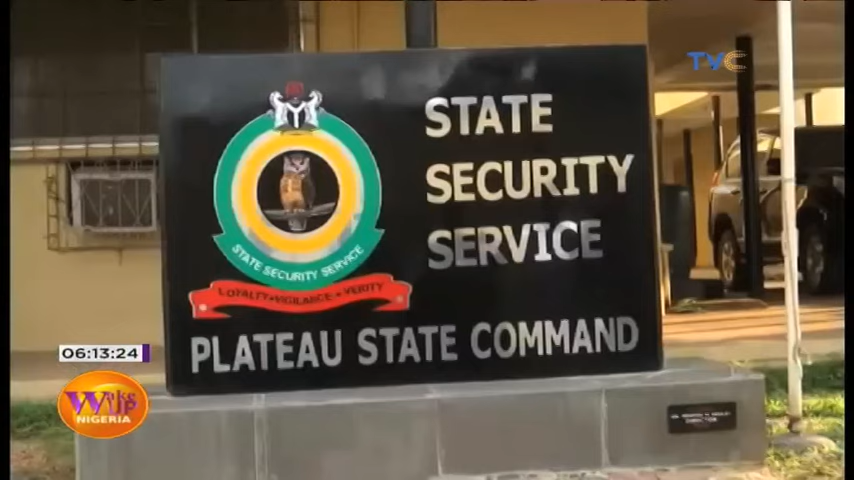 TVC
STATE
SECURITY
SERVICE
STATE SECURITY SERVICE
LOYALTY•VIGILANCE•VERITY
PLATEAU STATE COMMAND
06:13:24
Wake
UP
NIGERIA
DIRECTOR